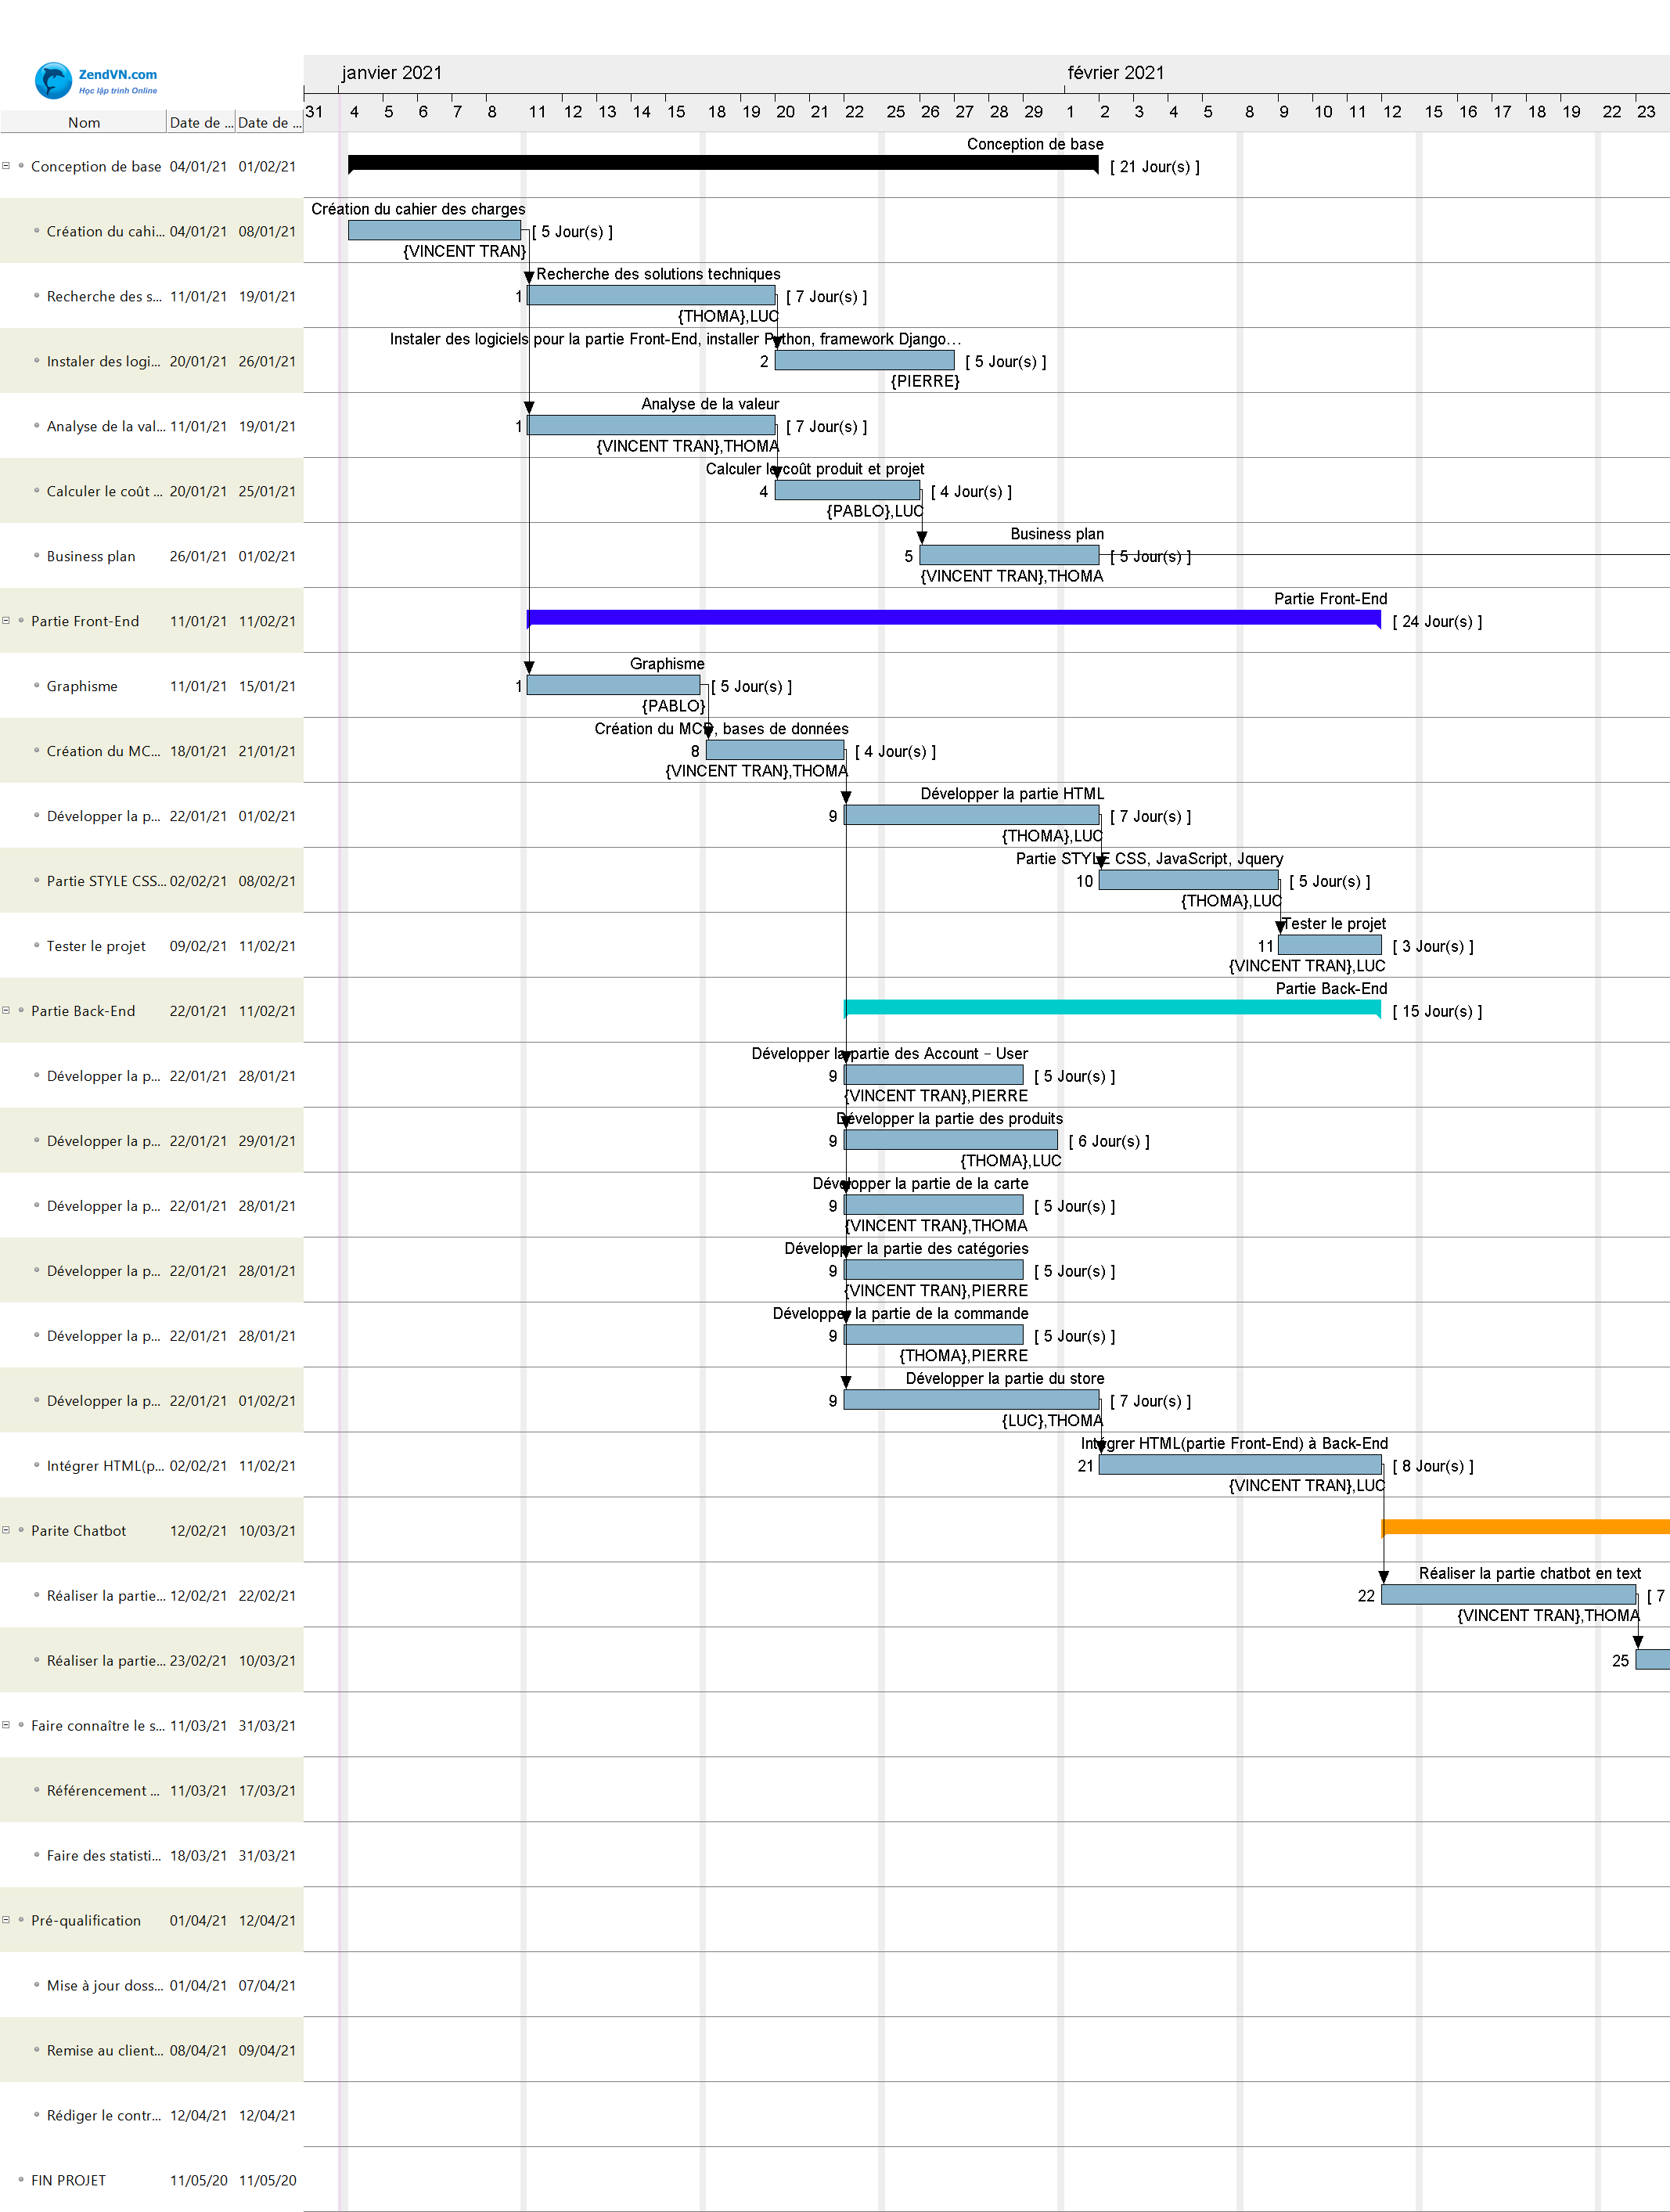 ZendVN.com
Học lập trình Online
janvier 2021
février 2021
31 4 5 6 7 8 11 12 13 14 15 18 19 20 21 22 25 26 27 28 29 1 2 3 4 5 8 9 10 11 12 15 16 17 18 19 22 23
Nom Date de ... Date de ...
Conception de base
Conception de base 04/01/21 01/02/21 [ 21 Jour(s) ]
Création du cahier des charges
Création du cahi... 04/01/21 08/01/21 [ 5 Jour(s) ]
{VINCENT TRAN}
Recherche des solutions techniques
Recherche des s... 11/01/21 19/01/21 1 [ 7 Jour(s) ]
{THOMA},LUC
Instaler des logiciels pour la partie Front-End, installer Python, framework Django...
Instaler des logi... 20/01/21 26/01/21 2 [ 5 Jour(s) ]
{PIERRE}
Analyse de la valeur
Analyse de la val... 11/01/21 19/01/21 1 [ 7 Jour(s) ]
{VINCENT TRAN},THOMA
Calculer le coût produit et projet
Calculer le coût ... 20/01/21 25/01/21 4 [ 4 Jour(s) ]
{PABLO},LUC
Business plan
Business plan 26/01/21 01/02/21 5 [ 5 Jour(s) ]
{VINCENT TRAN},THOMA
Partie Front-End
Partie Front-End 11/01/21 11/02/21 [ 24 Jour(s) ]
Graphisme
Graphisme 11/01/21 15/01/21 1 [ 5 Jour(s) ]
{PABLO}
Création du MCD, bases de données
Création du MC... 18/01/21 21/01/21 8 [ 4 Jour(s) ]
{VINCENT TRAN},THOMA
Développer la partie HTML
Développer la p... 22/01/21 01/02/21 9 [ 7 Jour(s) ]
{THOMA},LUC
Partie STYLE CSS, JavaScript, Jquery
Partie STYLE CSS... 02/02/21 08/02/21 10 [ 5 Jour(s) ]
{THOMA},LUC
Tester le projet
Tester le projet 09/02/21 11/02/21 11 [ 3 Jour(s) ]
{VINCENT TRAN},LUC
Partie Back-End
Partie Back-End 22/01/21 11/02/21 [ 15 Jour(s) ]
Développer la partie des Account – User
Développer la p... 22/01/21 28/01/21 9 [ 5 Jour(s) ]
{VINCENT TRAN},PIERRE
Développer la partie des produits
Développer la p... 22/01/21 29/01/21 9 [ 6 Jour(s) ]
{THOMA},LUC
Développer la partie de la carte
Développer la p... 22/01/21 28/01/21 9 [ 5 Jour(s) ]
{VINCENT TRAN},THOMA
Développer la partie des catégories
Développer la p... 22/01/21 28/01/21 9 [ 5 Jour(s) ]
{VINCENT TRAN},PIERRE
Développer la partie de la commande
Développer la p... 22/01/21 28/01/21 9 [ 5 Jour(s) ]
{THOMA},PIERRE
Développer la partie du store
Développer la p... 22/01/21 01/02/21 9 [ 7 Jour(s) ]
{LUC},THOMA
Intégrer HTML(partie Front-End) à Back-End
Intégrer HTML(p... 02/02/21 11/02/21 21 [ 8 Jour(s) ]
{VINCENT TRAN},LUC
Parite Chatbot 12/02/21 10/03/21
Réaliser la partie chatbot en text
Réaliser la partie... 12/02/21 22/02/21 22 [ 7
{VINCENT TRAN},THOMA
Réaliser la partie... 23/02/21 10/03/21 25
Faire connaître le s... 11/03/21 31/03/21
Référencement ... 11/03/21 17/03/21
Faire des statisti... 18/03/21 31/03/21
Pré-qualification 01/04/21 12/04/21
Mise à jour doss... 01/04/21 07/04/21
Remise au client... 08/04/21 09/04/21
Rédiger le contr... 12/04/21 12/04/21
FIN PROJET 11/05/20 11/05/20